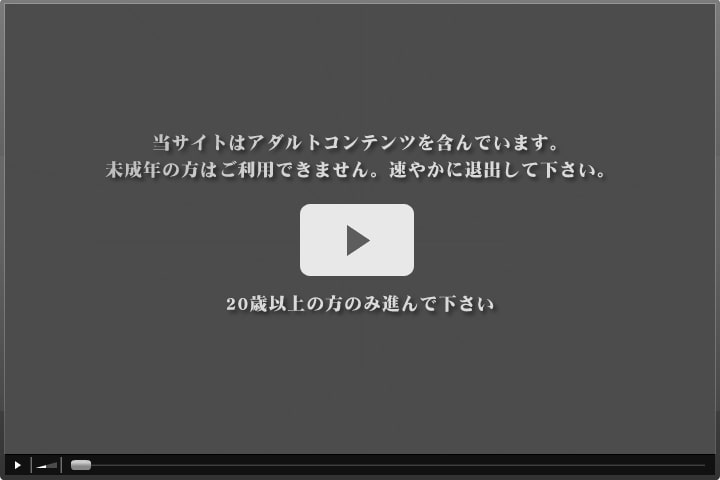 当サイトはアダルトコンテンツを含んでいます。
未成年の方はご利用できません。速やかに退出して下さい。
20歳以上の方のみ進んで下さい